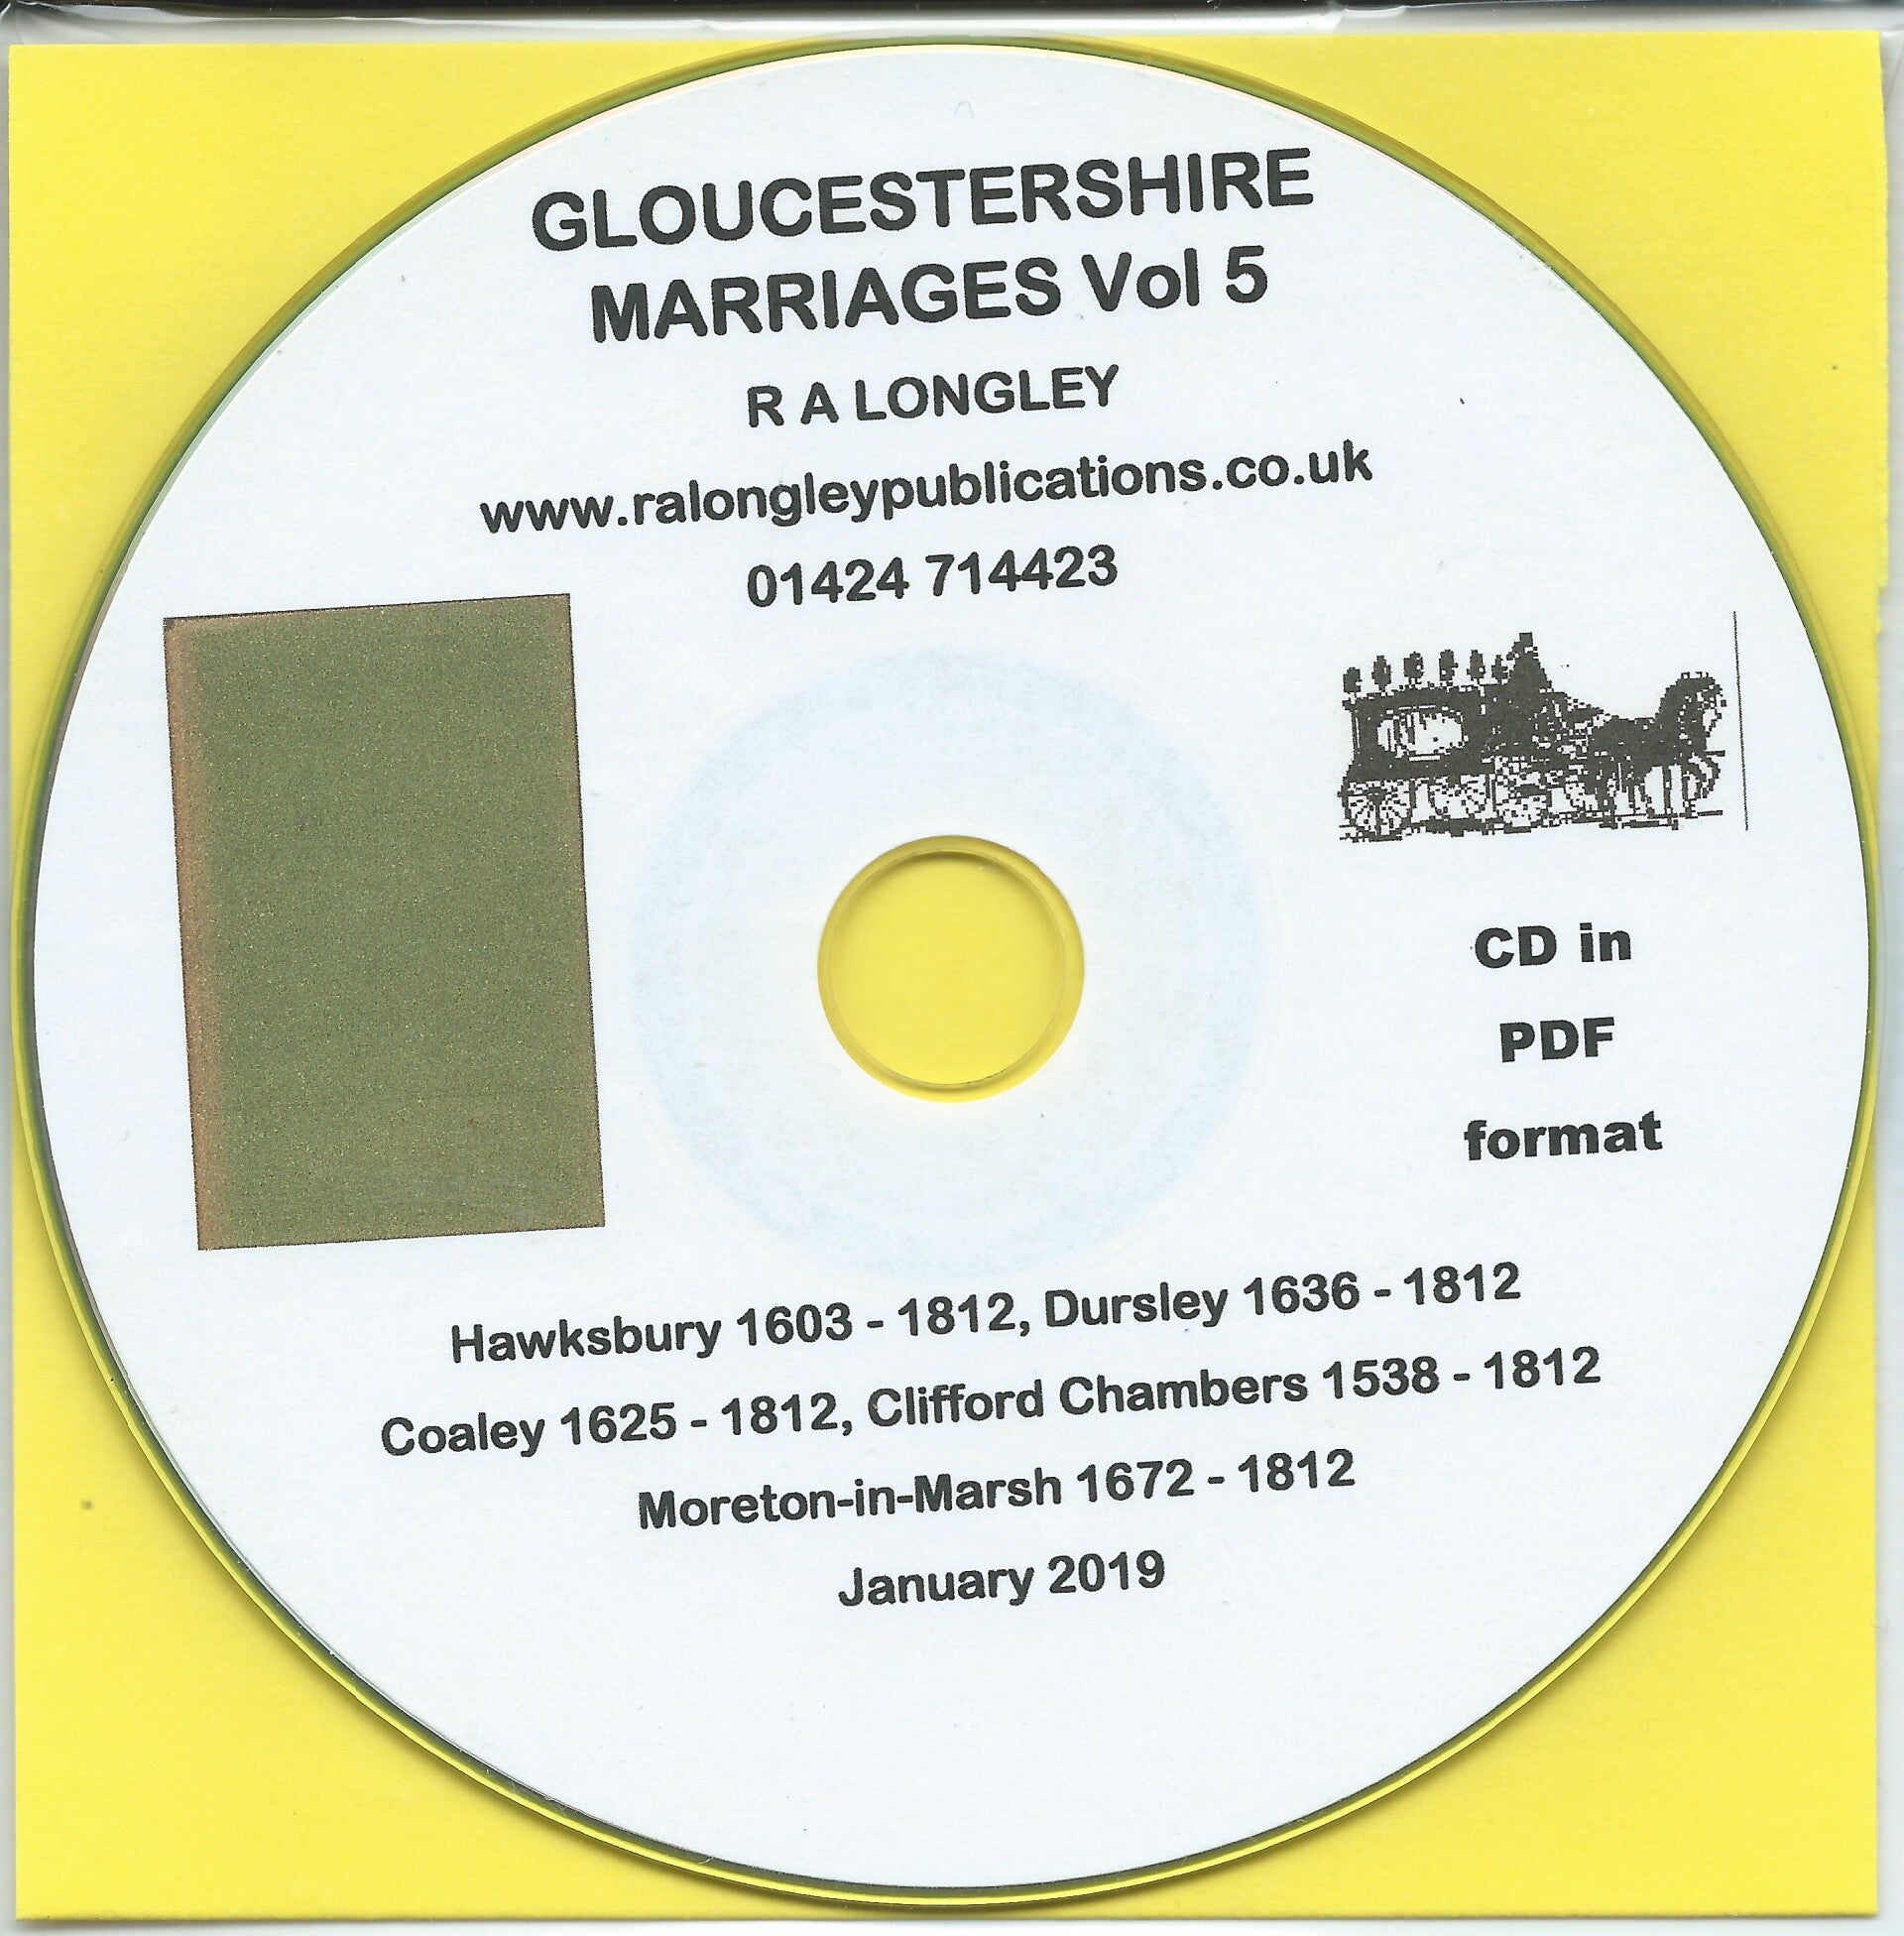 GLOUCESTERSHIRE
MARRIAGES Vol 5
R A LONGLEY
www.ralongleypublications.co.uk
01424 714423
CD in
PDF
format
Hawksbury 1603 - 1812, Dursley 1636 - 1812
Coaley 1625 - 1812, Clifford Chambers 1538 - 1812
Moreton-in-Marsh 1672 - 1812
January 2019